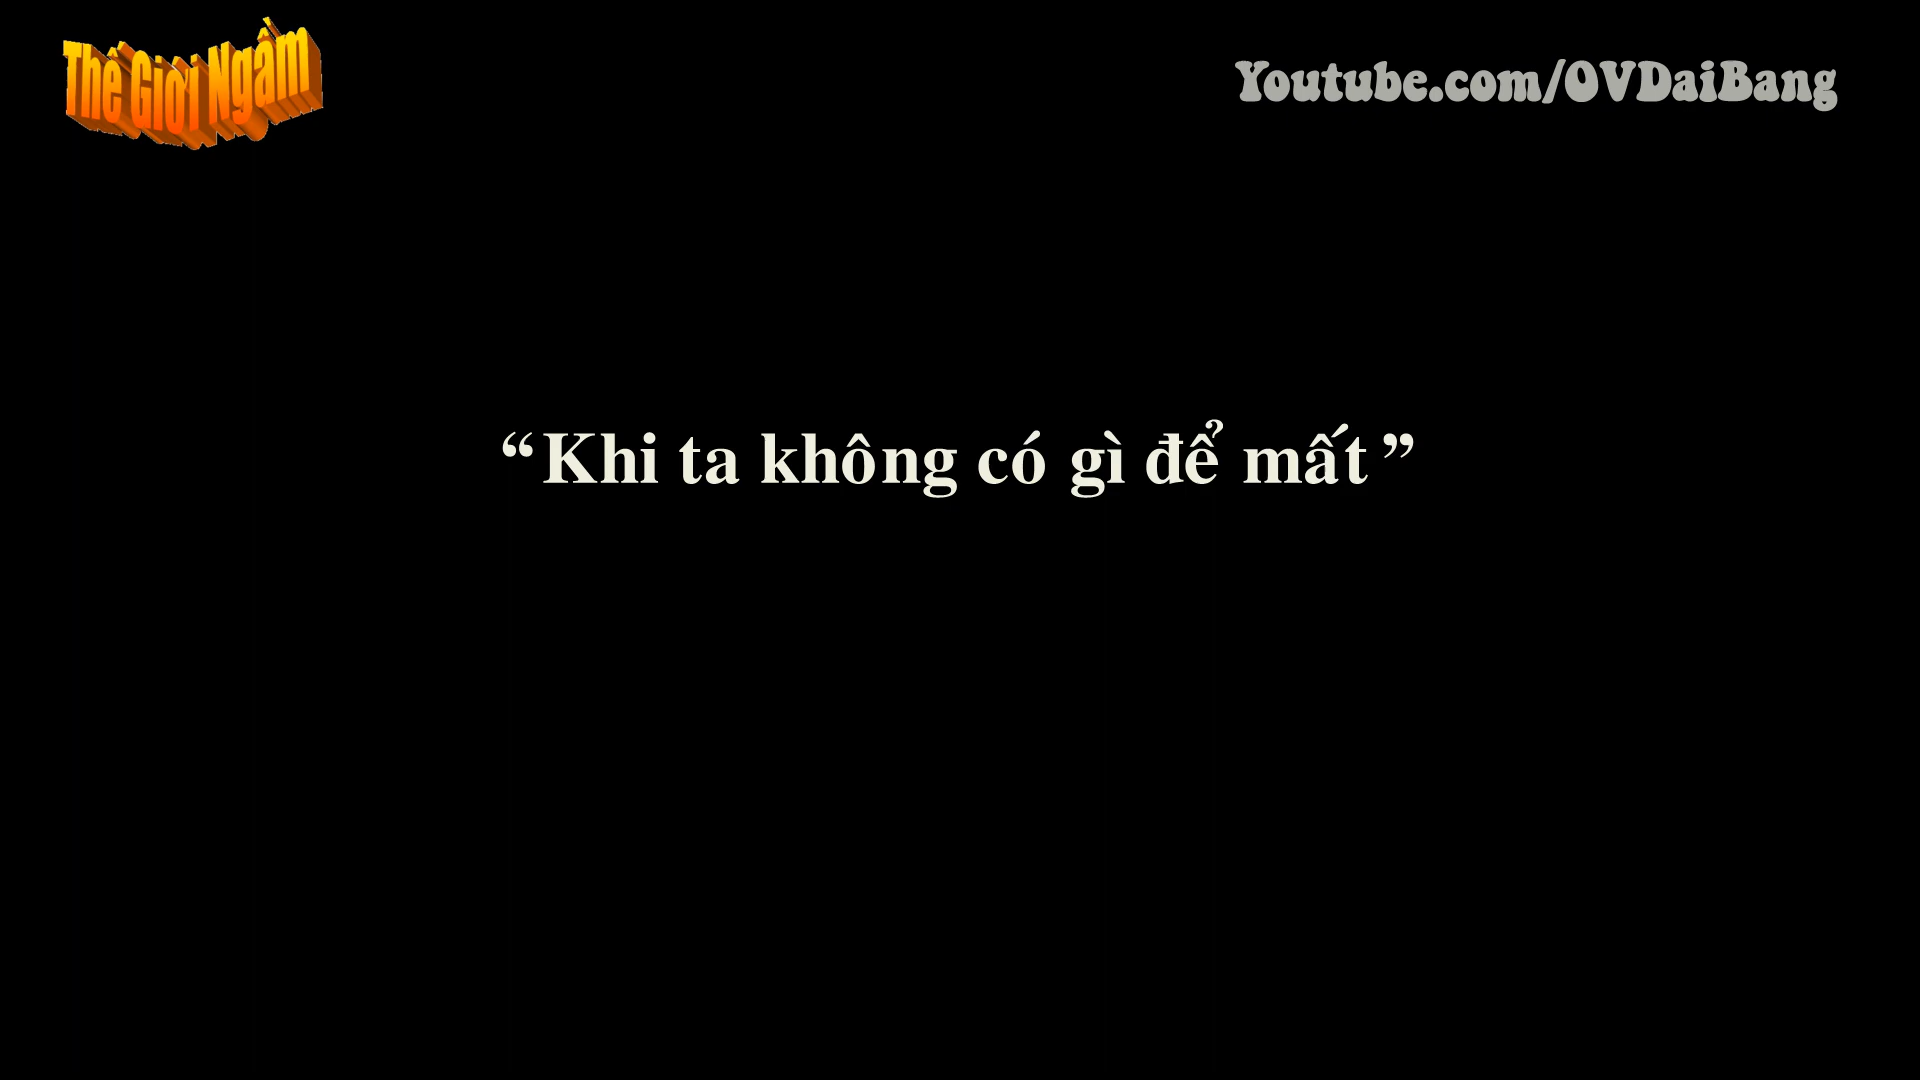 Thế Giới Ngầm
Youtube.com/OVDaiBang
“Khi ta không có gì để mất”